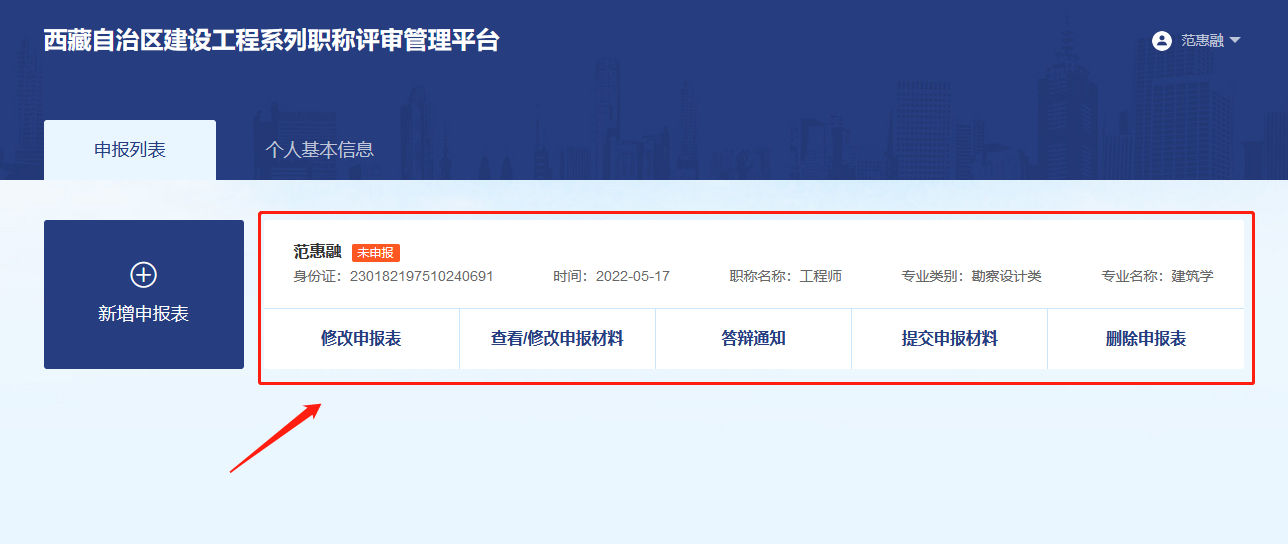 西藏自治区建设工程系列职称评审管理平台
范惠融
申报列表
个人基本信息
新增申报表
范惠融 未申报
身份证：230182197510240691 时间：2022-05-17 职称名称：工程师 专业类别：勘察设计类 专业名称：建筑学
修改申报表 查看/修改申报材料 答辩通知 提交申报材料 删除申报表